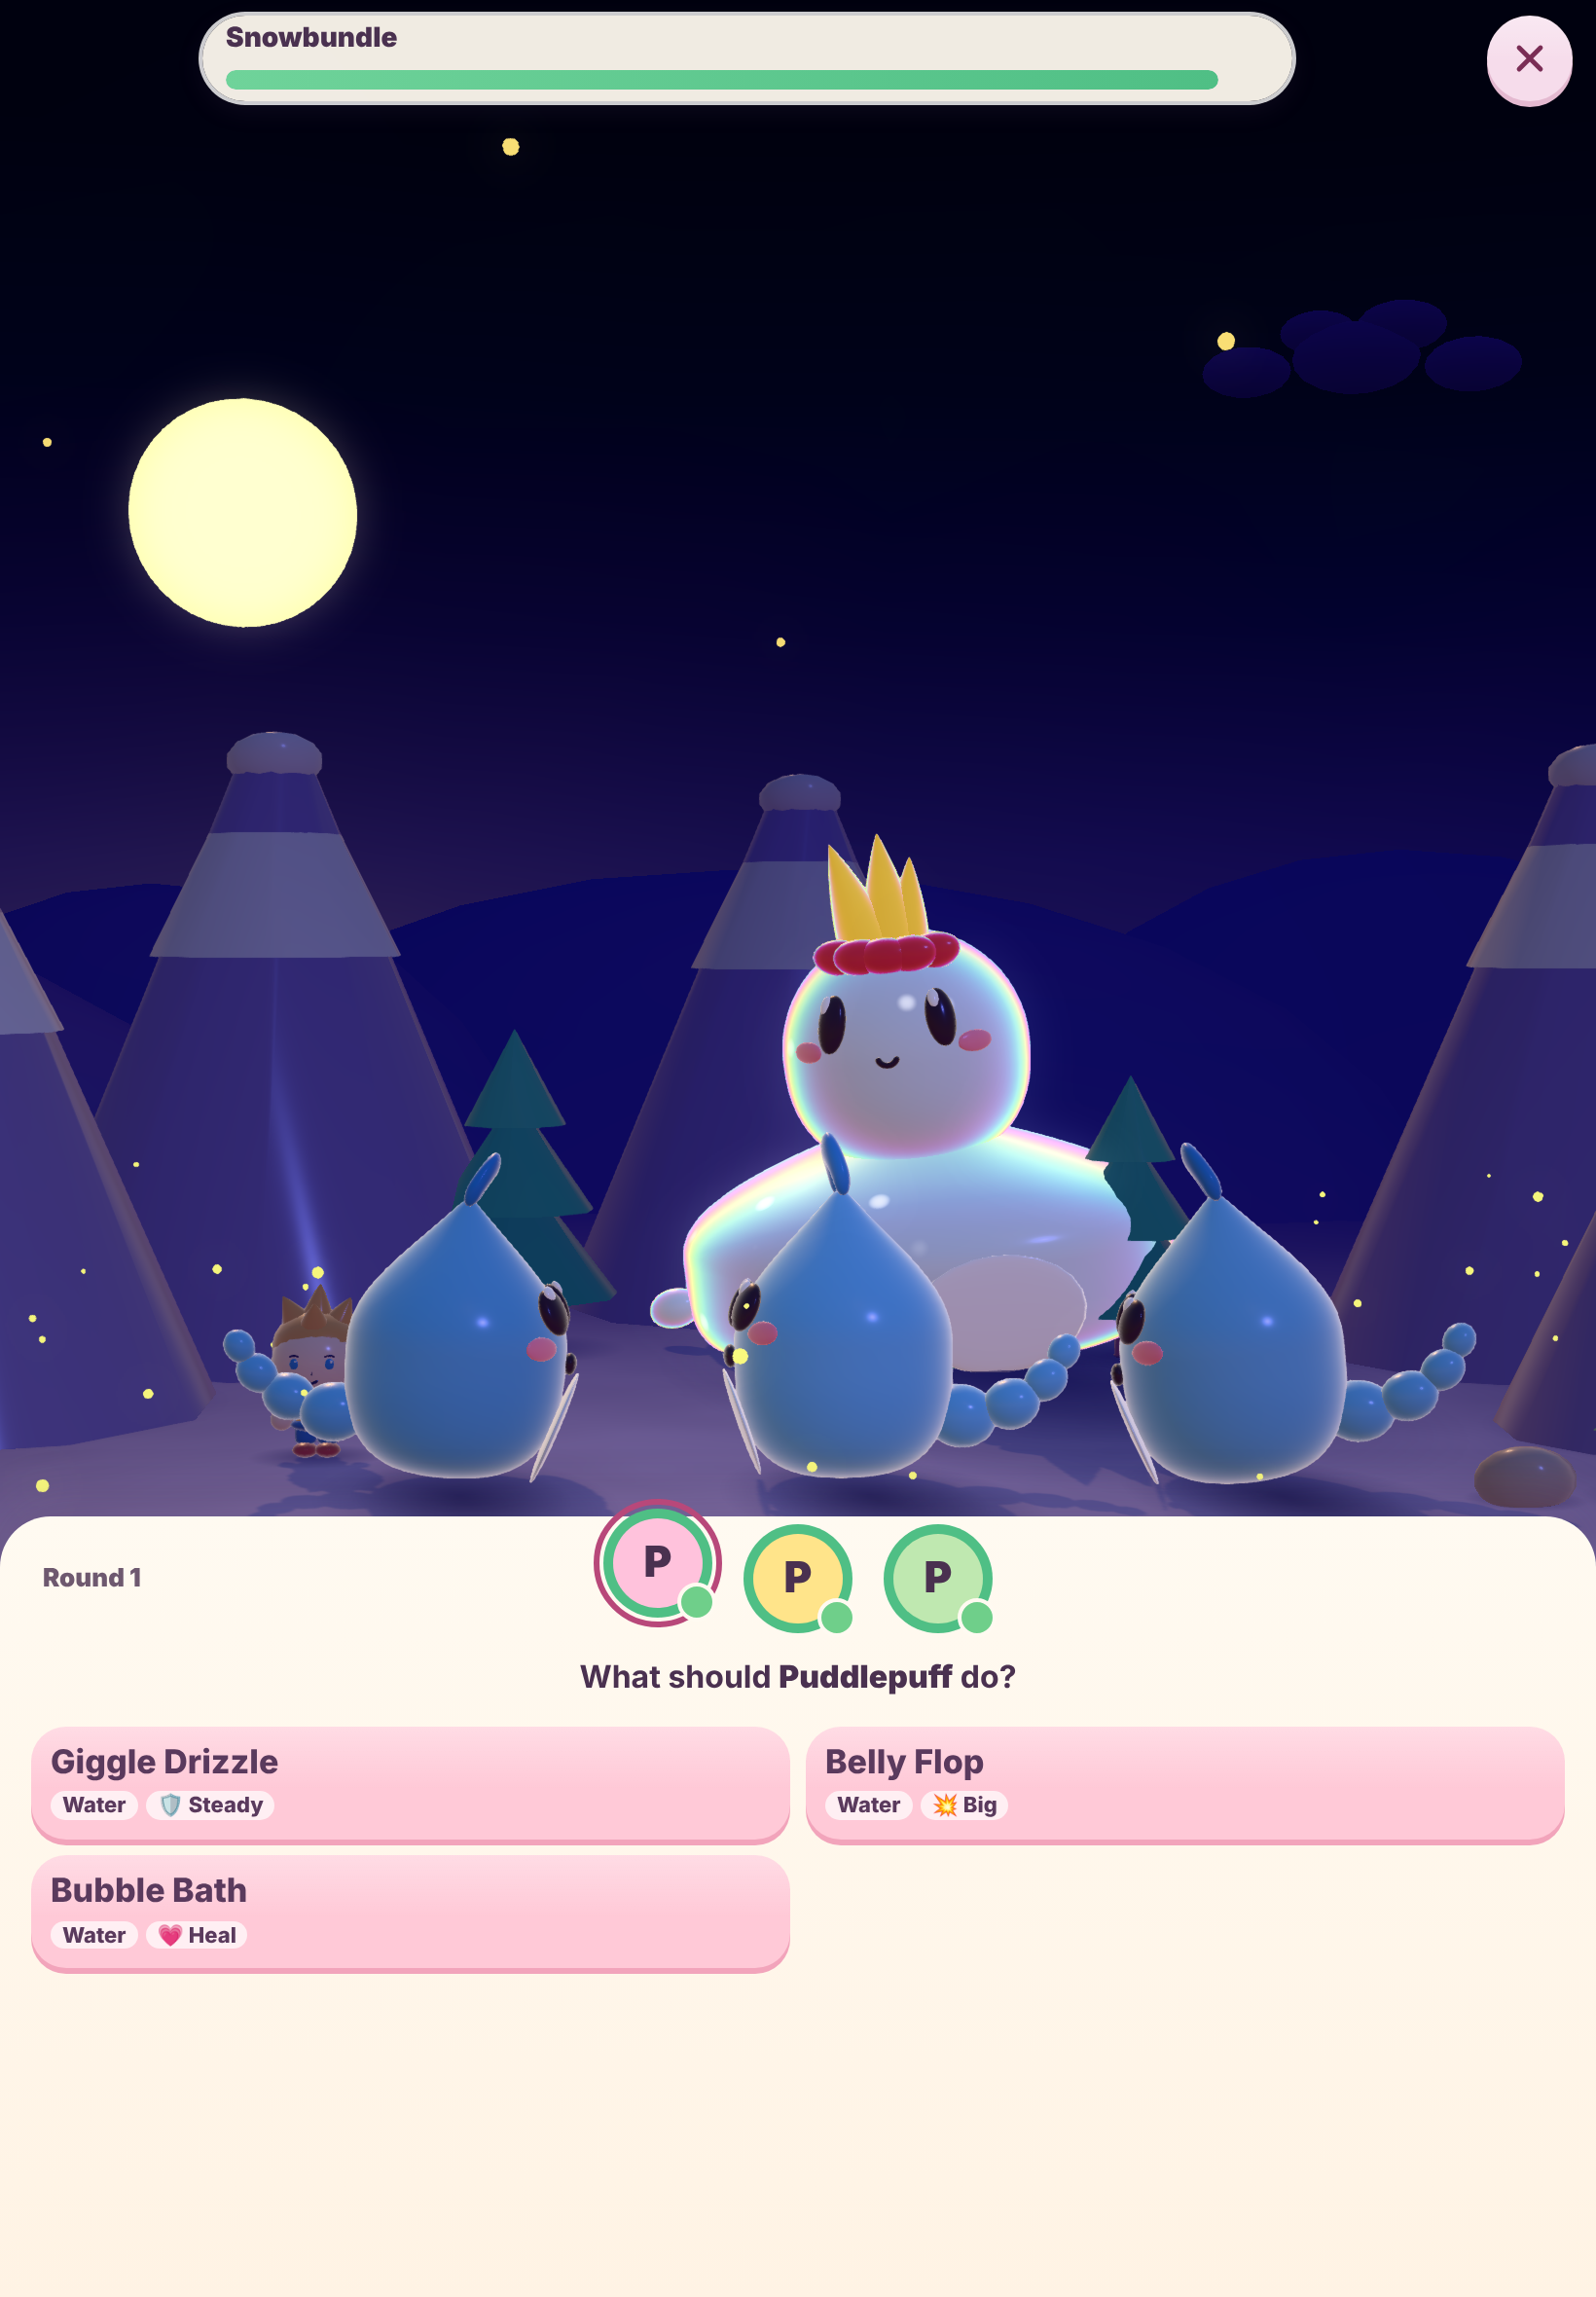 Snowbundle
Round 1
P
P
P
What should Puddlepuff do?
Giggle Drizzle
Water
🛡️ Steady
Belly Flop
Water
💥 Big
Bubble Bath
Water
💗 Heal